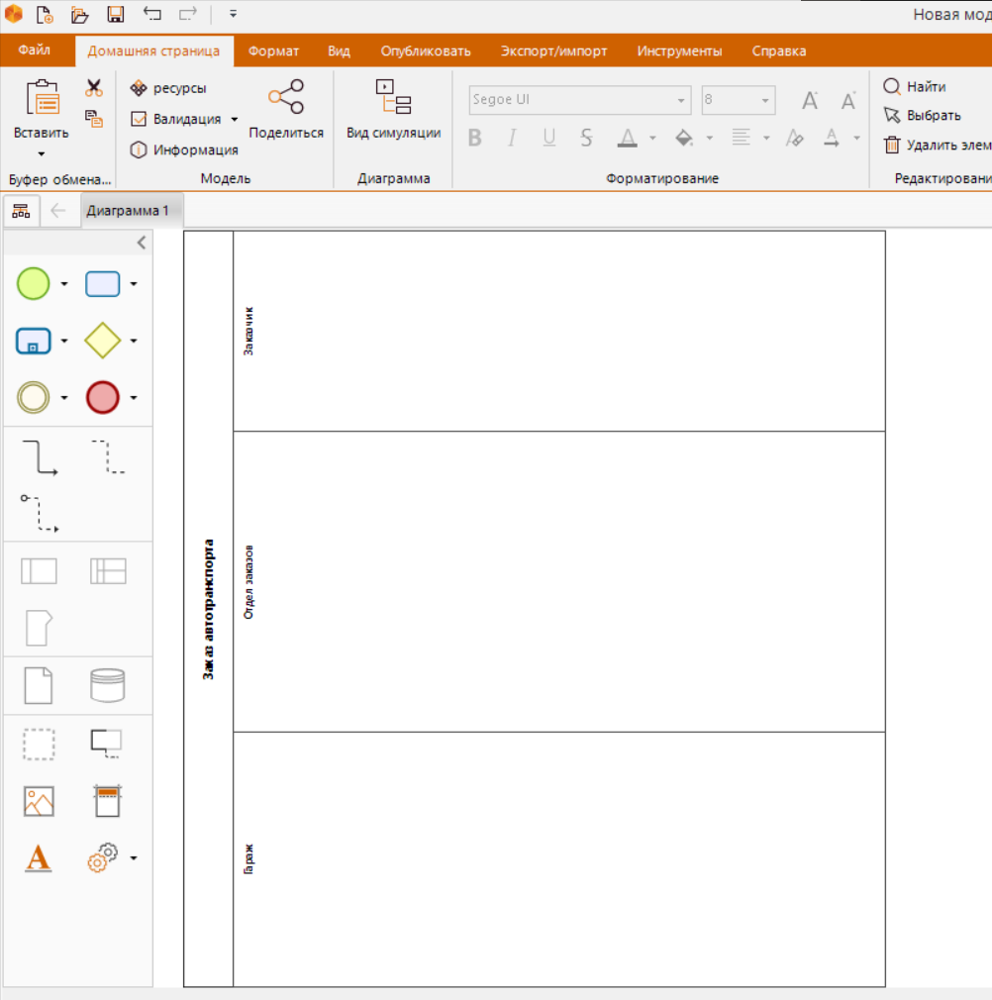 Новая мод
Файл
Домашняя страница
Формат
Вид
Опубликовать
Экспорт/импорт
Инструменты
Справка
Вставить
Буфер обмена...
ресурсы
Валидация
Информация
Поделиться
Модель
Вид симуляции
Диаграмма
Segoe UI
8
B
I
U
S
A
A
A
A
Форматирование
Найти
Выбрать
Удалить элем
Редактировани
Диаграмма 1
Заказ автотранспорта
Заказчик
Отдел заказов
Гараж
A